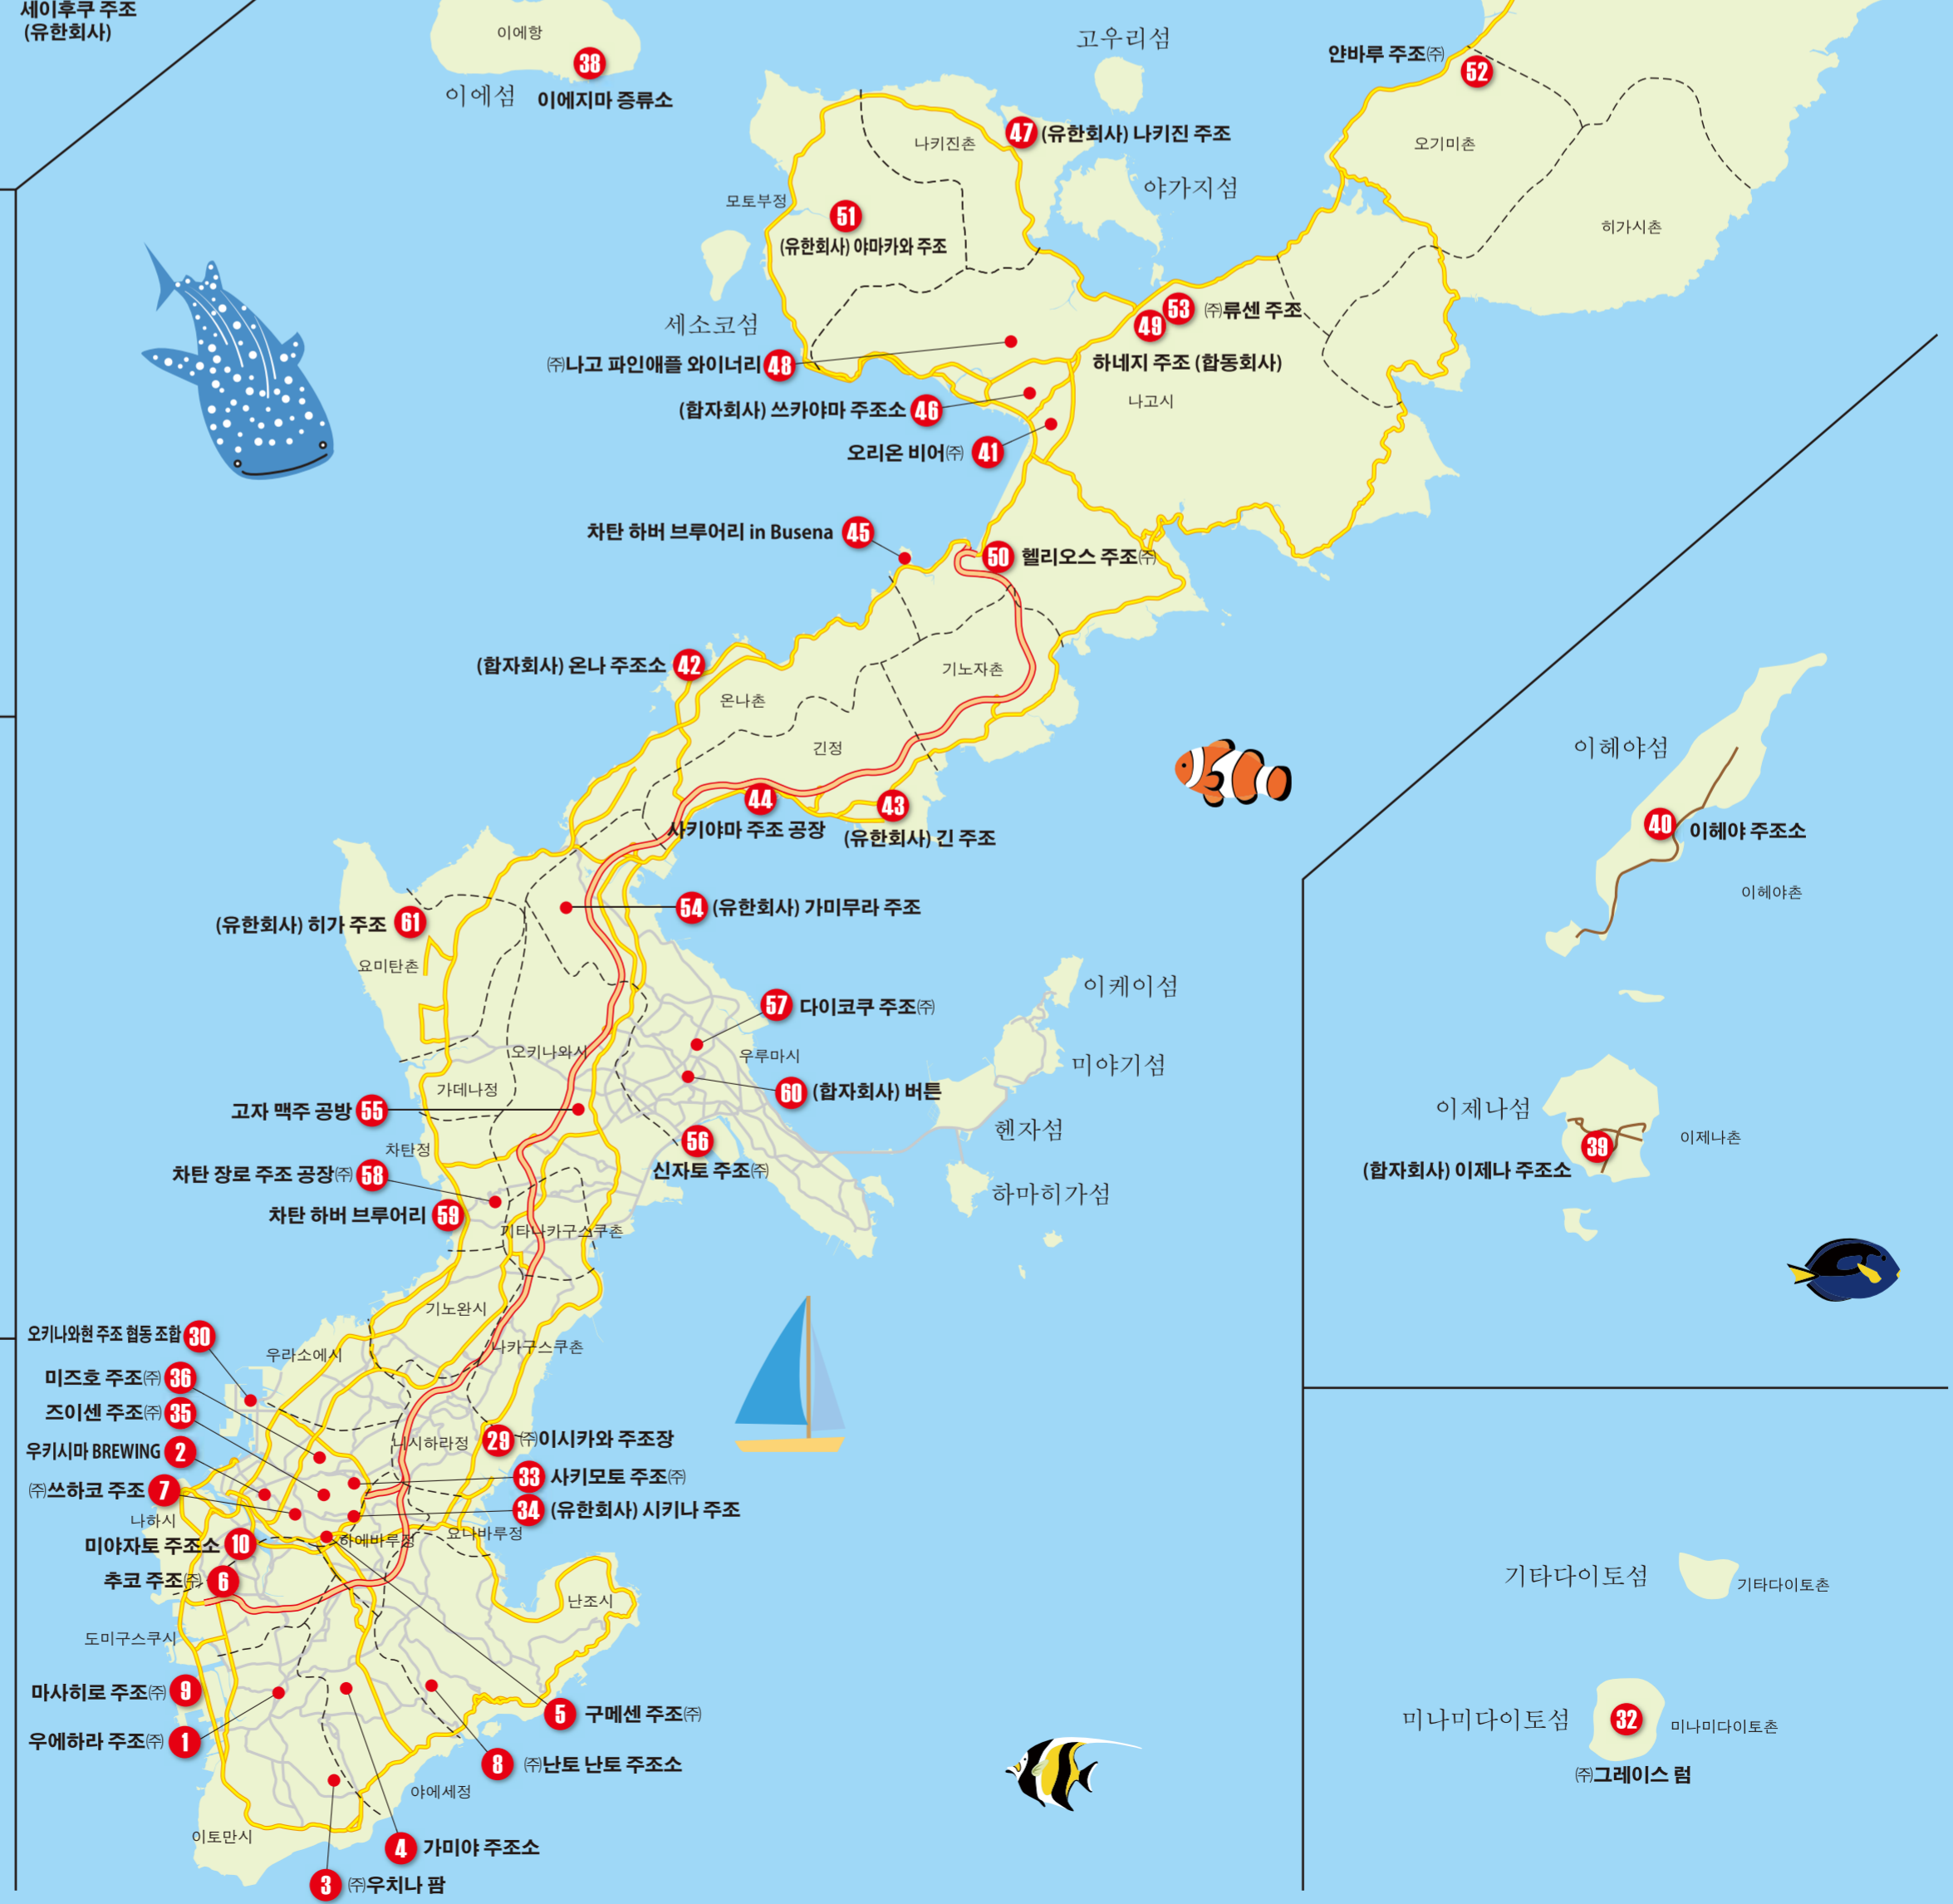 세이후쿠 주조
(유한회사)
이에항
38
이에섬
이에지마 증류소
고우리섬
얀바루 주조㈜
52
47 (유한회사) 나키진 주조
나키진촌
오기미촌
야가지섬
모토부정
51
(유한회사) 야마카와 주조
히가시촌
53 ㈜류센 주조
49
하네지 주조 (합동회사)
세소코섬
㈜나고 파인애플 와이너리 48
나고시
(합자회사) 쓰카야마 주조소 46
오리온 비어㈜ 41
차탄 하버 브루어리 in Busena 45
50 헬리오스 주조㈜
(합자회사) 온나 주조소 42
기노자촌
온나촌
긴정
44
사키야마 주조 공장
43
(유한회사) 긴 주조
이헤야섬
40 이헤야 주조소
이헤야촌
(유한회사) 히가 주조 61
54 (유한회사) 가미무라 주조
요미탄촌
이케이섬
57 다이코쿠 주조㈜
오키나와시
우루마시
미야기섬
가데나정
60 (합자회사) 버튼
고자 맥주 공방 55
이제나섬
헨자섬
39
이제나촌
차탄정
56
신자토 주조㈜
(합자회사) 이제나 주조소
차탄 장로 주조 공장㈜ 58
하마히가섬
차탄 하버 브루어리 59
기타나카구스쿠촌
기노완시
오키나와현 주조 협동 조합 30
우라소에시
나카구스쿠촌
미즈호 주조㈜ 36
즈이센 주조㈜ 35
니시하라정
29 ㈜이시카와 주조장
우키시마 BREWING 2
33 사키모토 주조㈜
㈜쓰하코 주조 7
34 (유한회사) 시키나 주조
나하시
요나바루정
미야자토 주조소 10
하에바루정
추코 주조㈜ 6
기타다이토섬
기타다이토촌
난조시
도미구스쿠시
마사히로 주조㈜ 9
5 구메센 주조㈜
미나미다이토섬
32
미나미다이토촌
우에하라 주조㈜ 1
8 ㈜난토 난토 주조소
㈜그레이스 럼
야에세정
이토만시
4 가미야 주조소
3 ㈜우치나 팜